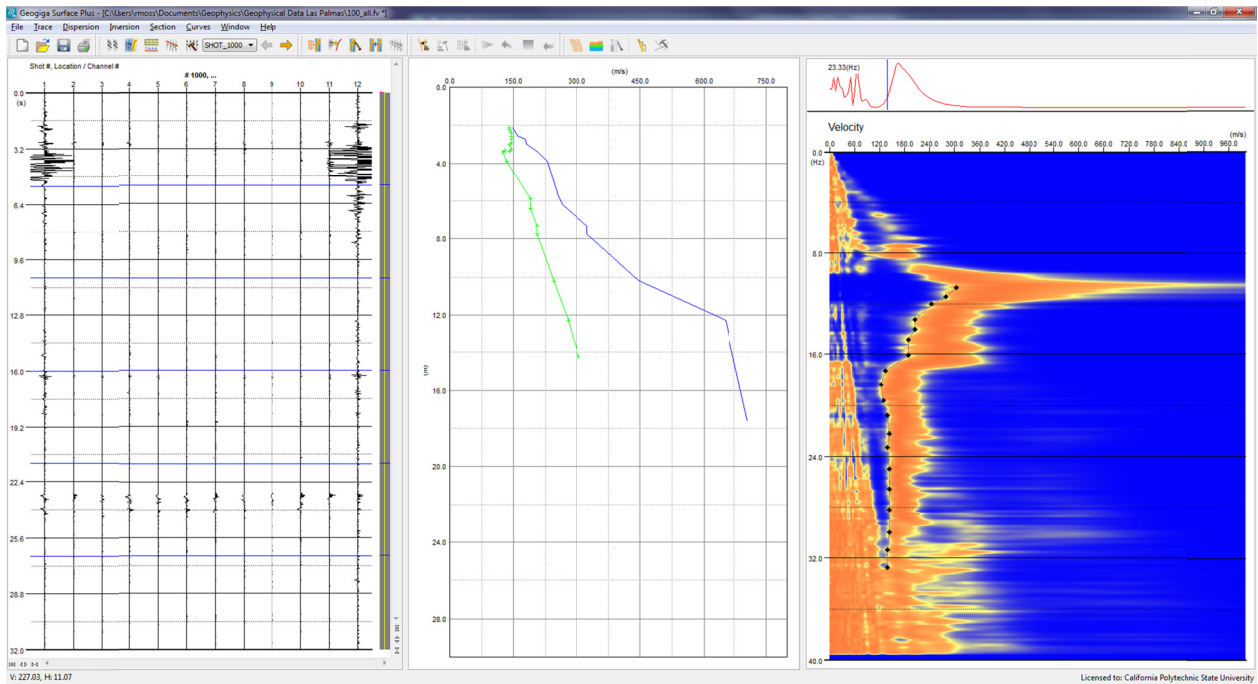 Geogiga Surface Plus - [C:\Users\rmoss\Documents\Geophysics\Geophysiical Data Las Palmas\100_all.fv *]
File Trace Dispersion Inversion Section Curves Window Help
SHOT_1000
Shot #, Location / Channel #
# 1000, ...
1 2 3 4 5 6 7 8 9 10 11 12
0.0
(s)
3.2
6.4
9.6
12.8
16.0
19.2
22.4
25.6
28.8
32.0
(m/s)
0.0 150.0 300.0 450.0 600.0 750.0
0.0
4.0
8.0
12.0
(m)
16.0
20.0
24.0
28.0
23.33(Hz)
Velocity
(m/s)
0.0 60.0 120.0 180.0 240.0 300.0 360.0 420.0 480.0 540.0 600.0 660.0 720.0 780.0 840.0 900.0 960.0
0.0
(Hz)
8.0
16.0
24.0
32.0
40.0
V: 227.03, H: 11.07
Licensed to: California Polytechnic State University